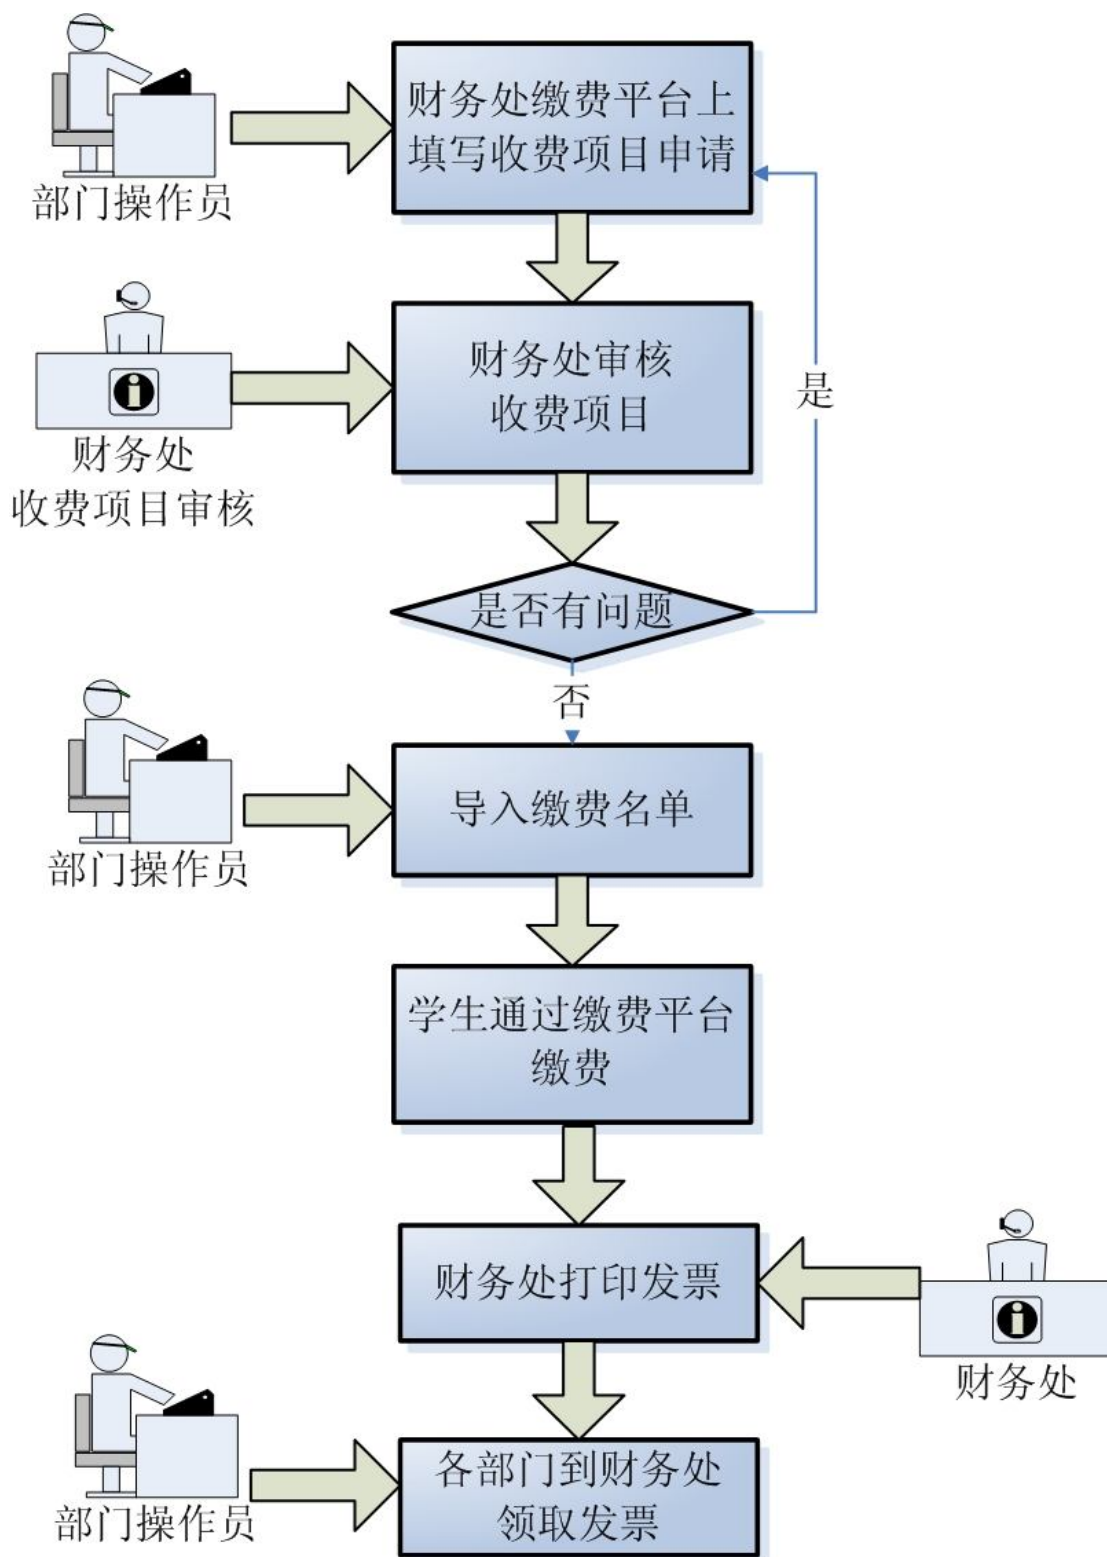 财务处缴费平台上
填写收费项目申请
部门操作员
财务处审核
收费项目
是
财务处
收费项目审核
是否有问题
否
导入缴费名单
部门操作员
学生通过缴费平台
缴费
财务处打印发票
财务处
各部门到财务处
领取发票
部门操作员